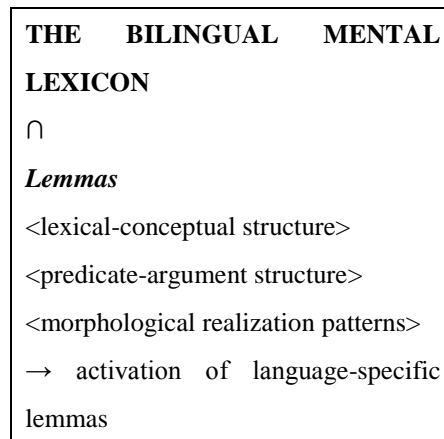 THE BILINGUAL MENTAL
LEXICON
∩
Lemmas
<lexical-conceptual structure>
<predicate-argument structure>
<morphological realization patterns>
→ activation of language-specific
lemmas